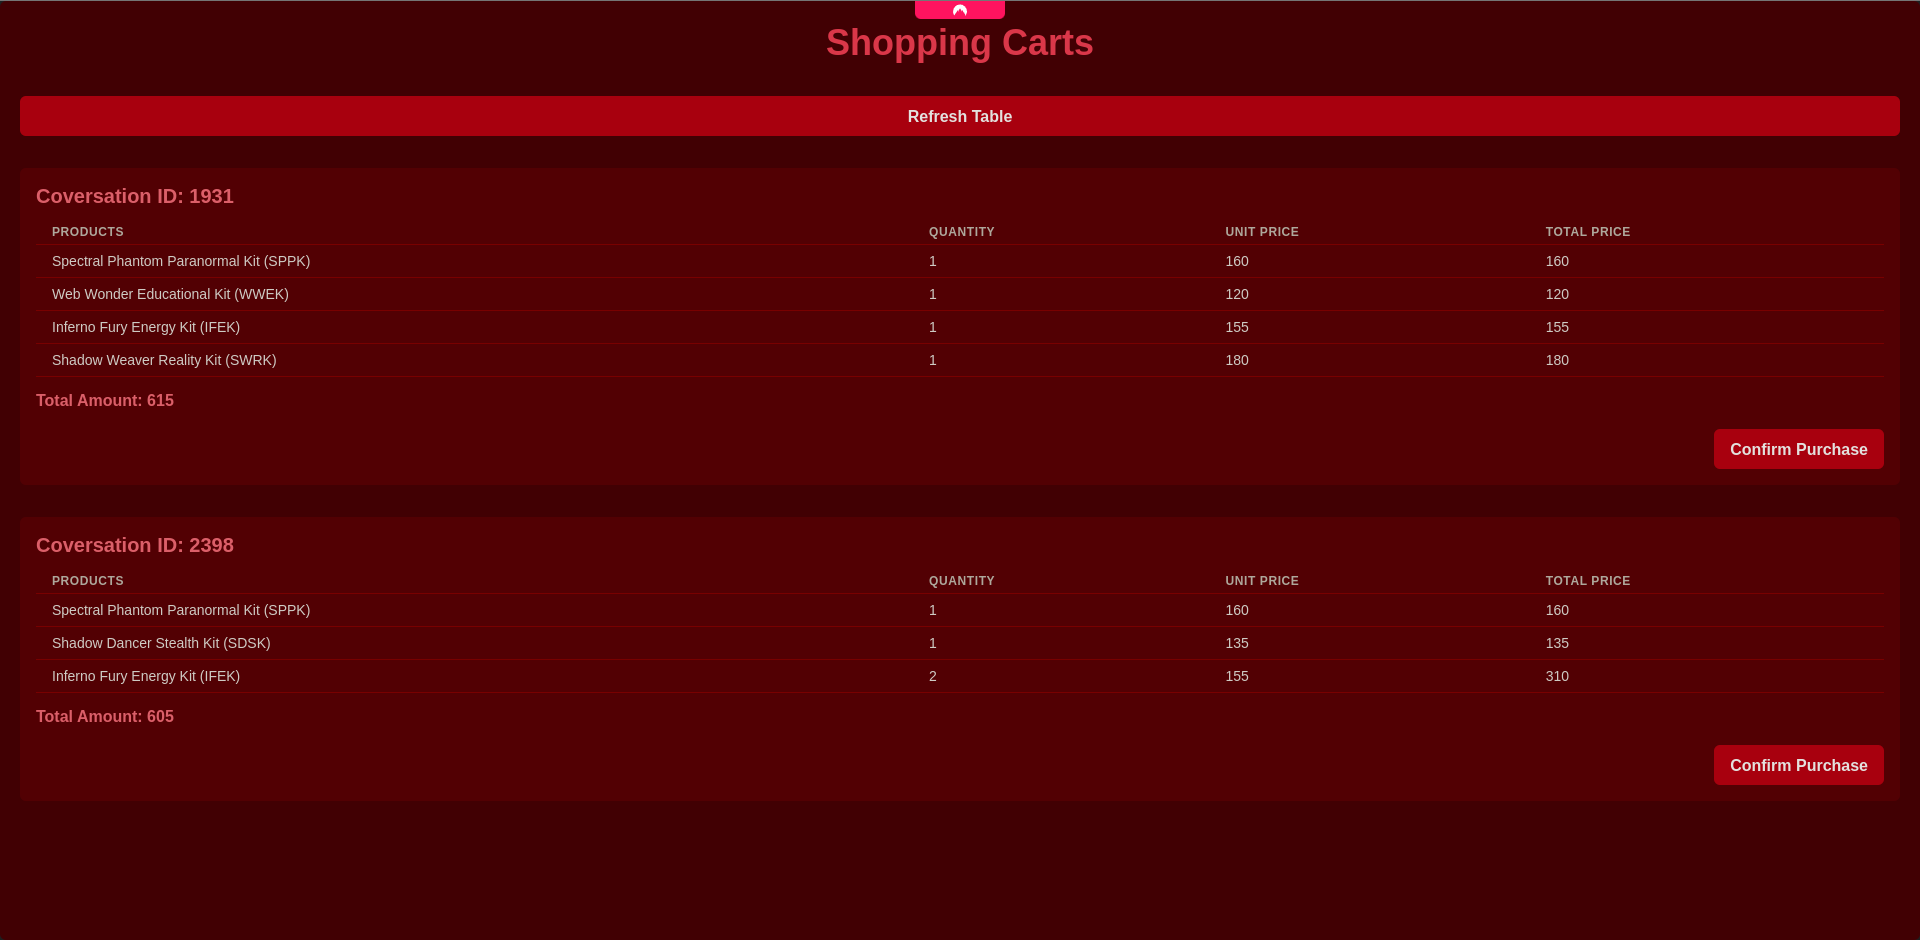 Shopping Carts
Refresh Table
Coversation ID: 1931
PRODUCTS QUANTITY UNIT PRICE TOTAL PRICE
Spectral Phantom Paranormal Kit (SPPK) 1 160 160
Web Wonder Educational Kit (WWEK) 1 120 120
Inferno Fury Energy Kit (IFEK) 1 155 155
Shadow Weaver Reality Kit (SWRK) 1 180 180
Total Amount: 615
Confirm Purchase
Coversation ID: 2398
PRODUCTS QUANTITY UNIT PRICE TOTAL PRICE
Spectral Phantom Paranormal Kit (SPPK) 1 160 160
Shadow Dancer Stealth Kit (SDSK) 1 135 135
Inferno Fury Energy Kit (IFEK) 2 155 310
Total Amount: 605
Confirm Purchase